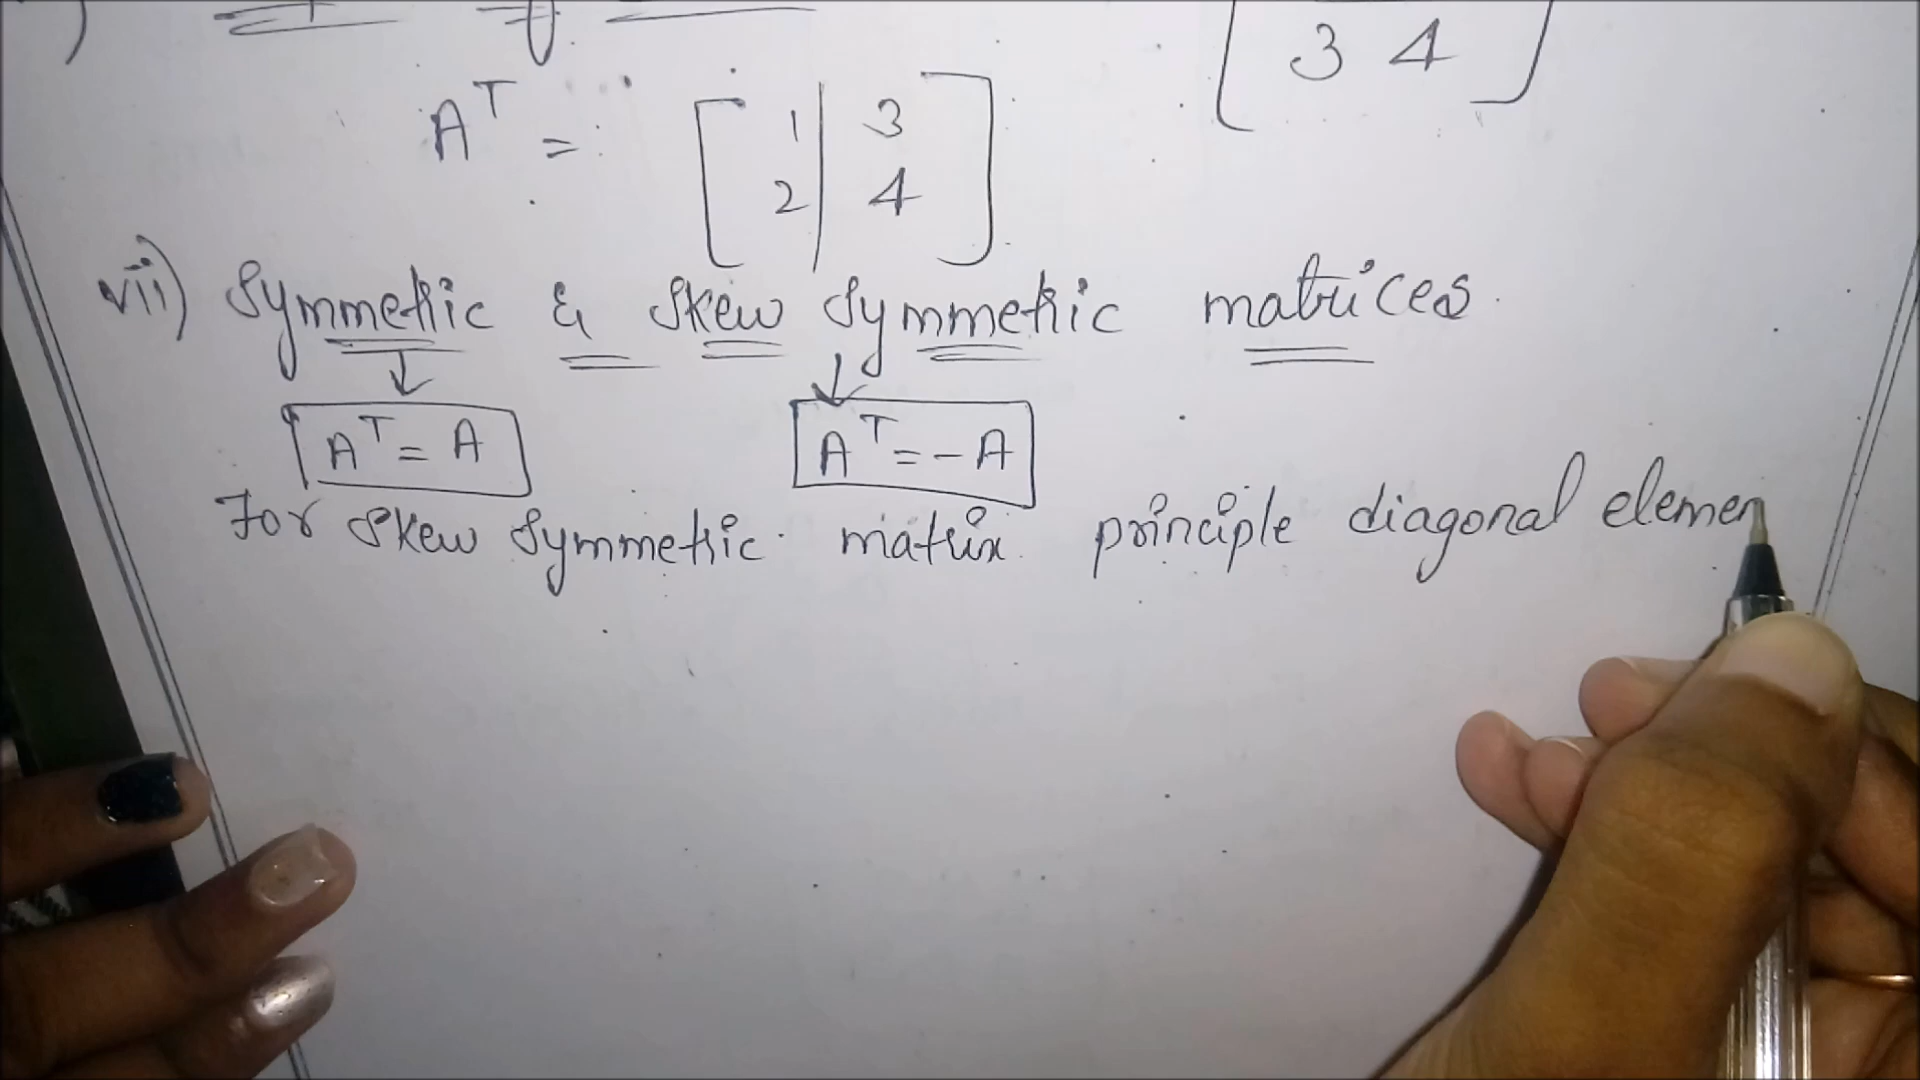 3 4
A^T = [ 1 | 3
2 | 4 ]
vii) Symmetric & Skew Symmetric matrices
A^T = A A^T = -A
For Skew Symmetric matrix principle diagonal elemen